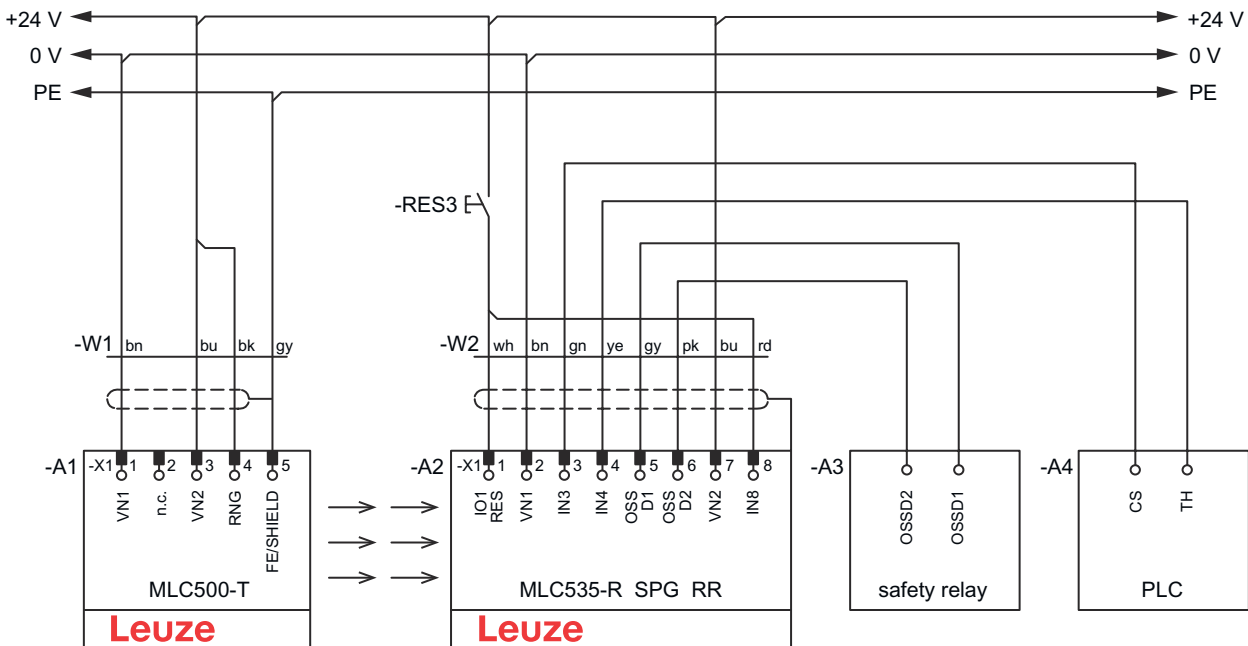 +24 V +24 V
0 V 0 V
PE PE
-RES3
-W1 bn bu bk gy -W2 wh bn gn ye gy pk bu rd
-A1 -X1 1 2 3 4 5 -A2 -X1 1 2 3 4 5 6 7 8 -A3 -A4
VN1 n.c. VN2 RNG FE/SHIELD IO1 RES VN1 IN3 IN4 OSS D1 OSS D2 VN2 IN8 OSSD2 OSSD1 CS TH
MLC500-T MLC535-R SPG RR safety relay PLC
Leuze Leuze